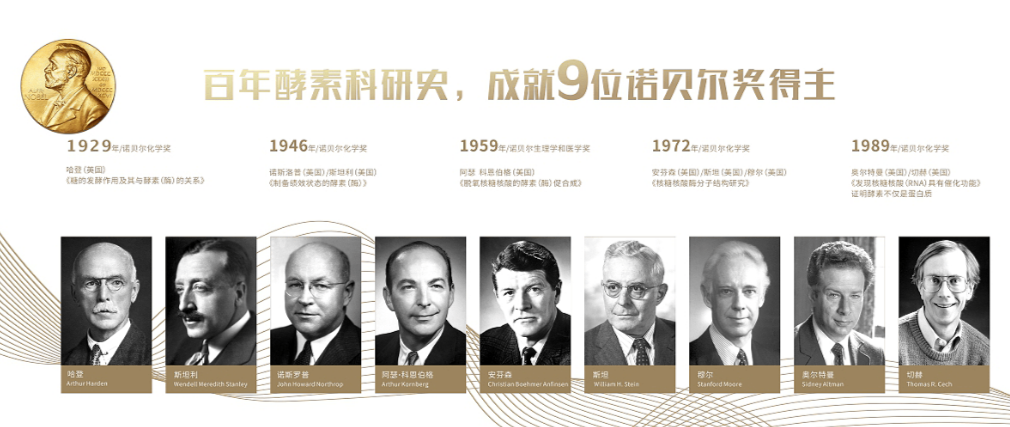 百年酵素科研史，成就9位诺贝尔奖得主
1929年/诺贝尔化学奖
哈登(美国)
《糖的发酵作用及其与酵素(酶)的关系》
1946年/诺贝尔化学奖
诺斯洛普(美国)/斯坦利(美国)
《制备绩效状态的酵素(酶)》
1959年/诺贝尔生理学和医学奖
阿瑟 科恩伯格(美国)
《脱氧核糖核酸的酵素(酶)促合成》
1972年/诺贝尔化学奖
安芬森(美国)/斯坦(美国)/穆尔(美国)
《核糖核酸酶分子结构研究》
1989年/诺贝尔化学奖
奥尔特曼(美国)/切赫(美国)
《发现核糖核酸(RNA)具有催化功能》
证明酵素不仅是蛋白质
哈登
Arthur Harden
斯坦利
Wendell Meredith Stanley
诺斯罗普
John Howard Northrop
阿瑟·科恩伯格
Arthur Kornberg
安芬森
Christian Boehmer Anfinsen
斯坦
William H. Stein
穆尔
Stanford Moore
奥尔特曼
Sidney Altman
切赫
Thomas R. Cech